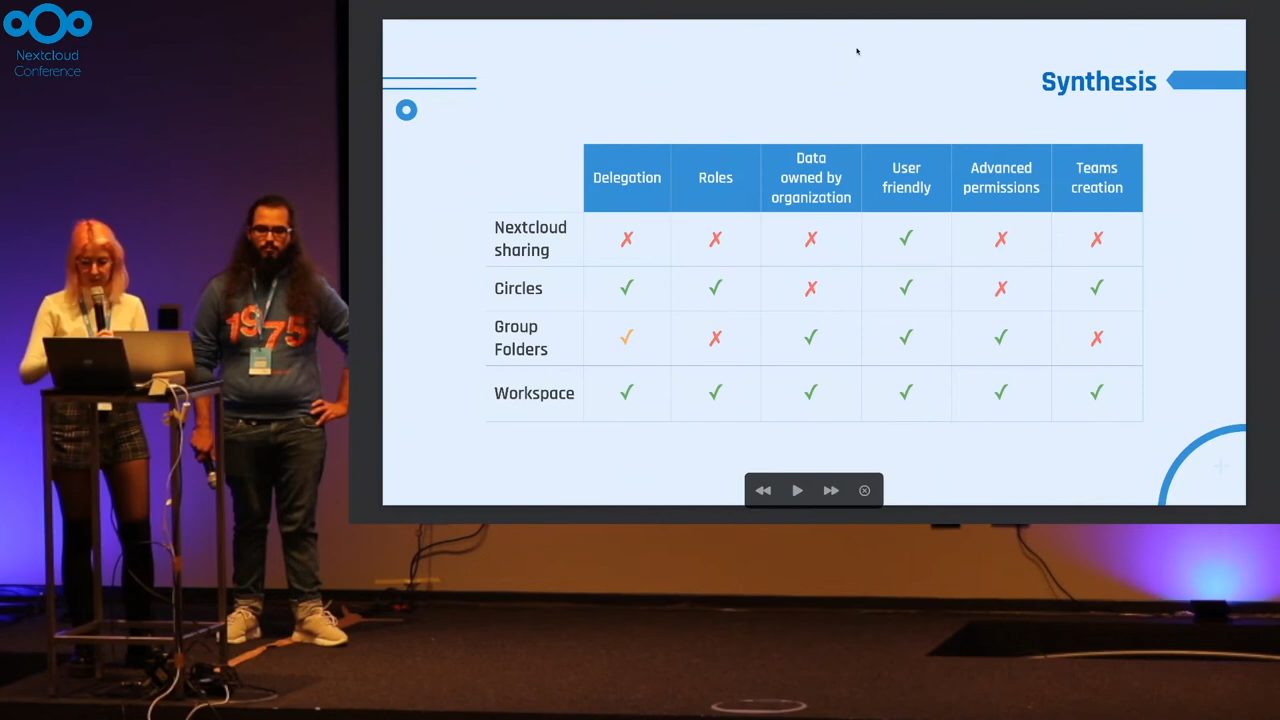 Nextcloud
Conference
Synthesis
Delegation
Roles
Data
owned by
organization
User
friendly
Advanced
permissions
Teams
creation
Nextcloud
sharing
✗ ✗ ✗ ✓ ✗ ✗
Circles ✓ ✓ ✗ ✓ ✗ ✓
Group
Folders
✓ ✗ ✓ ✓ ✓ ✗
Workspace ✓ ✓ ✓ ✓ ✓ ✓
1975